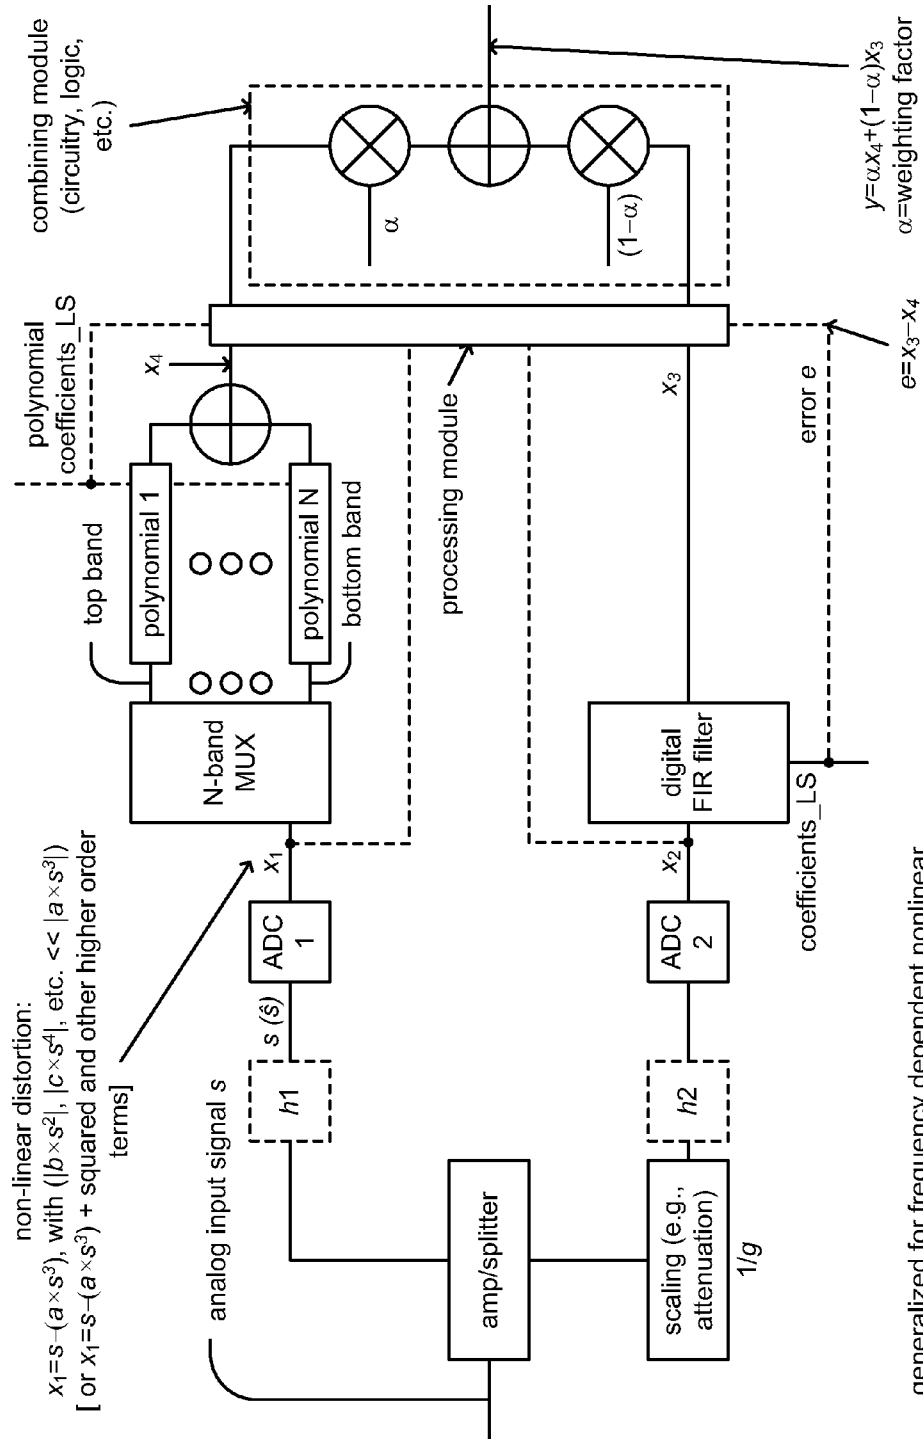 non-linear distortion:
x₁=s–(a×s³), with (|b×s²|, |c×s⁴|, etc. << |a×s³|)
[ or x₁=s–(a×s³) + squared and other higher order
terms]
analog input signal s
amp/splitter
scaling (e.g.,
attenuation)
1/g
h1
h2
s (ŝ)
ADC
1
ADC
2
x₁
x₂
N-band
MUX
digital
FIR filter
coefficients_LS
top band
polynomial 1
polynomial N
bottom band
polynomial
coefficients_LS
x₄
processing module
x₃
error e
e=x₃–x₄
combining module
(circuitry, logic,
etc.)
α
(1–α)
y=αx₄+(1–α)x₃
α=weighting factor
generalized for frequency dependent nonlinear